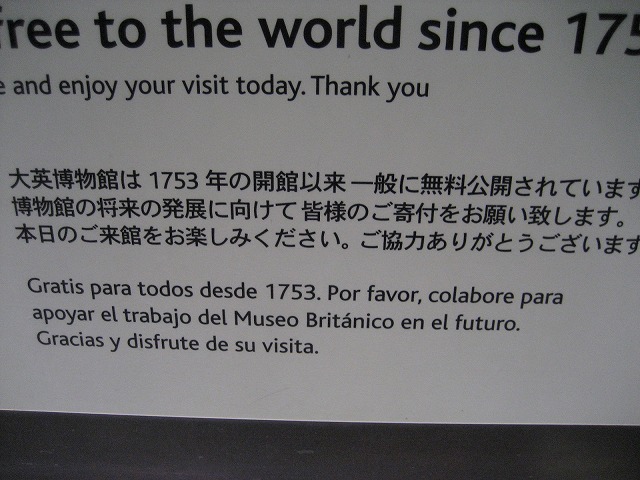 free to the world since 175
e and enjoy your visit today. Thank you
大英博物館は 1753 年の開館以来 一般に無料公開されています
博物館の将来の発展に向けて 皆様のご寄付をお願い致します。
本日のご来館をお楽しみください。ご協力ありがとうございます
Gratis para todos desde 1753. Por favor, colabore para
apoyar el trabajo del Museo Británico en el futuro.
Gracias y disfrute de su visita.